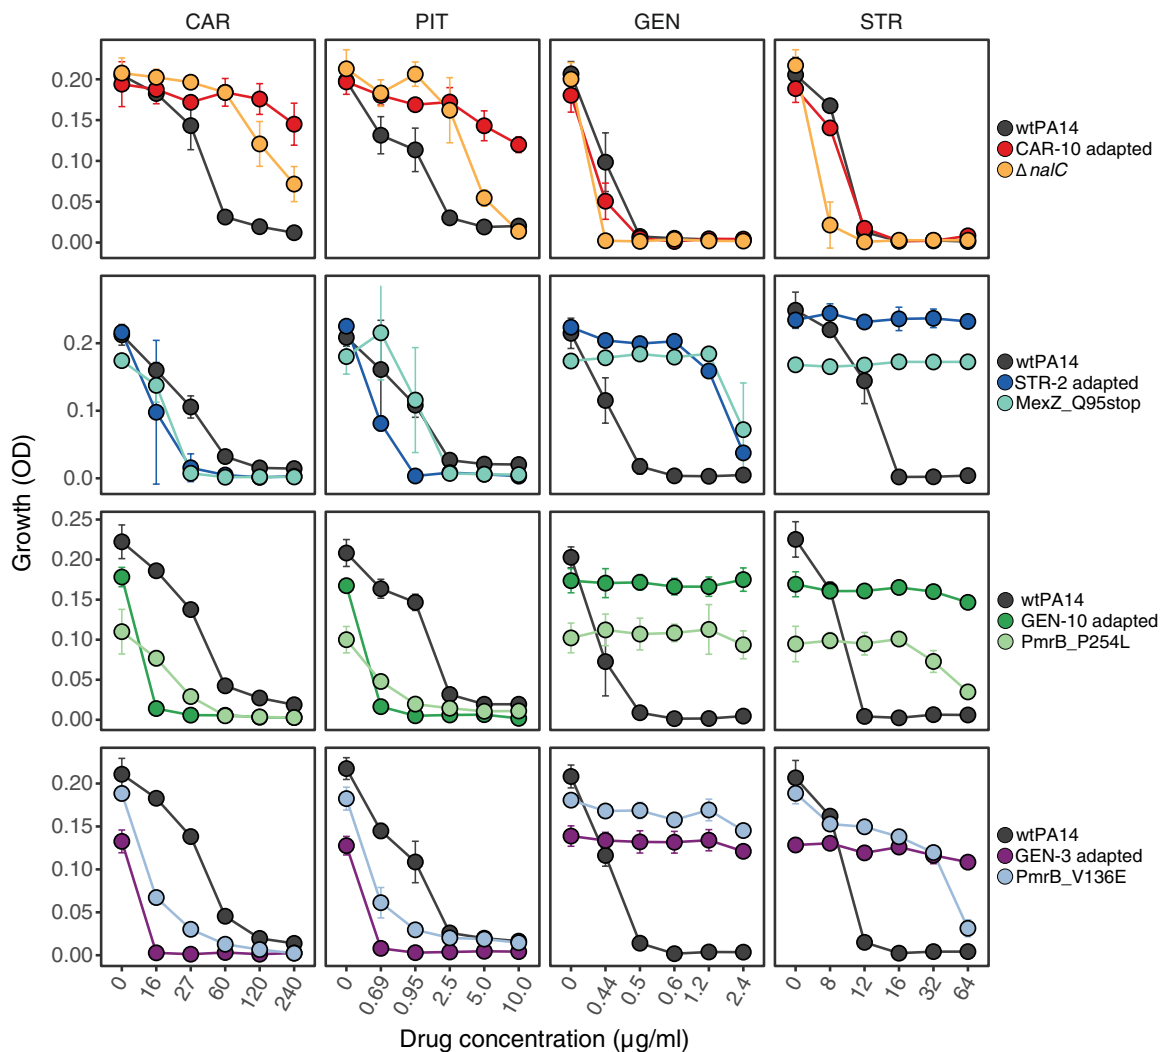 CAR PIT GEN STR
0.20
0.15
0.10
0.05
0.00
wtPA14
CAR-10 adapted
Δ nalC
0.2
0.1
0.0
wtPA14
STR-2 adapted
MexZ_Q95stop
Growth (OD)
0.25
0.20
0.15
0.10
0.05
0.00
wtPA14
GEN-10 adapted
PmrB_P254L
0.20
0.15
0.10
0.05
0.00
wtPA14
GEN-3 adapted
PmrB_V136E
0 16 27 60 120 240 0 0.69 0.95 2.5 5.0 10.0 0 0.44 0.5 0.6 1.2 2.4 0 8 12 16 32 64
Drug concentration (µg/ml)